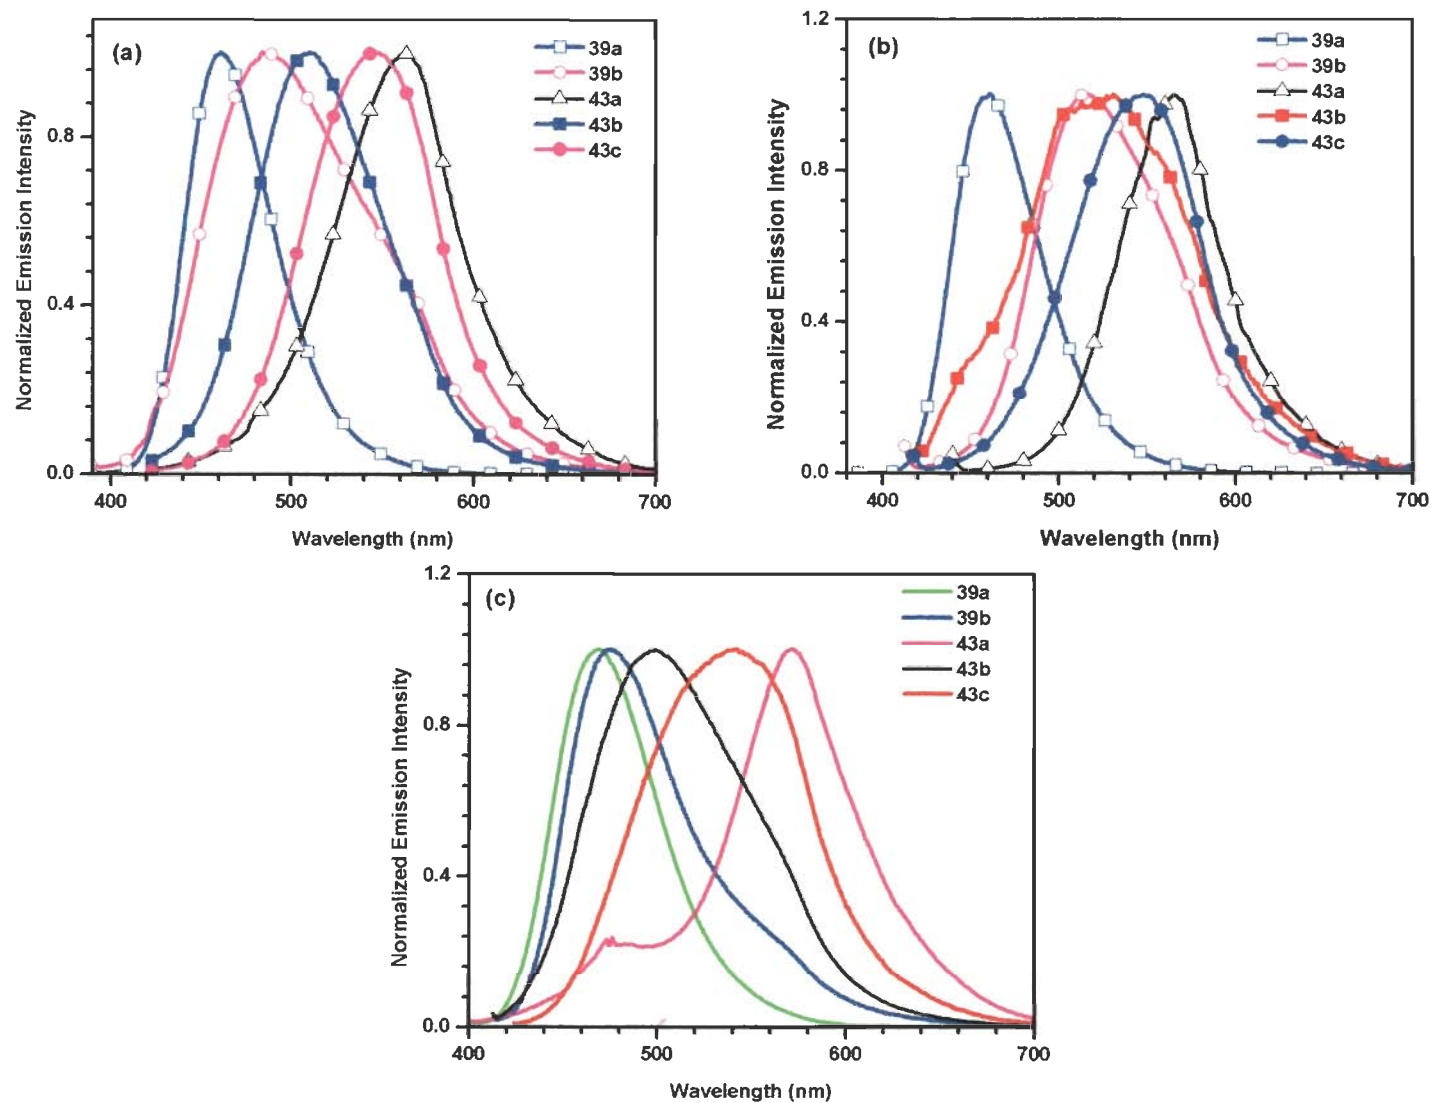 (a)
39a
39b
43a
43b
43c
Normalized Emission Intensity
0.8
0.4
0.0
400 500 600 700
Wavelength (nm)
(b)
39a
39b
43a
43b
43c
Normalized Emission Intensity
1.2
0.8
0.4
0.0
400 500 600 700
Wavelength (nm)
(c)
39a
39b
43a
43b
43c
Normalized Emission Intensity
1.2
0.8
0.4
0.0
400 500 600 700
Wavelength (nm)